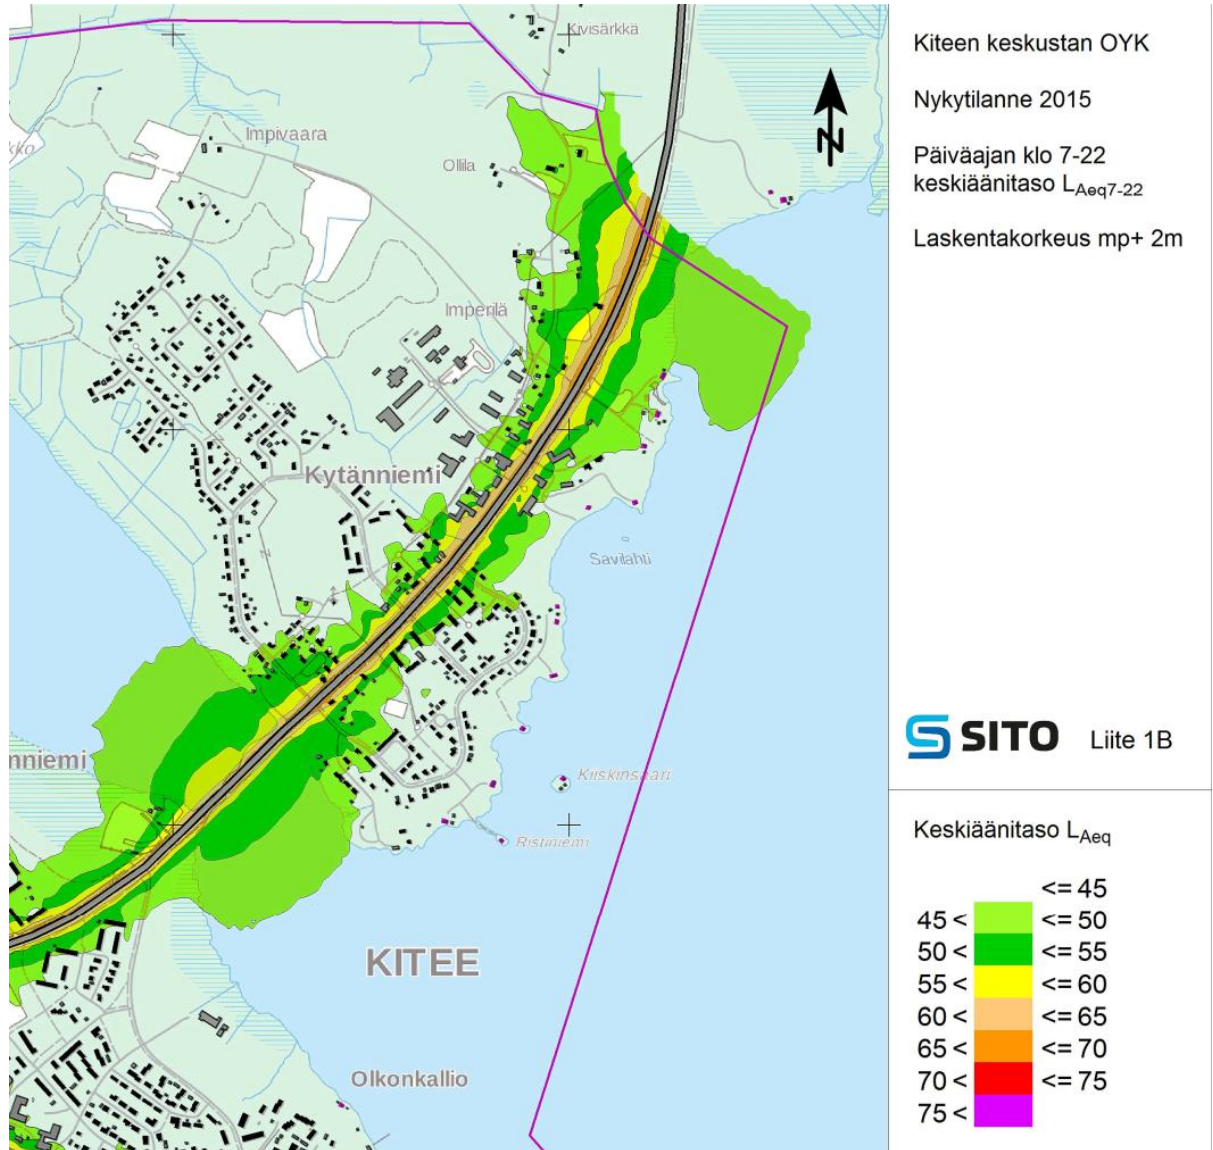 Kivisärkkä
Impivaara
kko
Ollila
Imperilä
Kytänniemi
Savilahti
nniemi
Kiiskinsaari
Ristiniemi
KITEE
Olkonkallio
N
Kiteen keskustan OYK
Nykytilanne 2015
Päiväajan klo 7-22
keskiäänitaso LAeq7-22
Laskentakorkeus mp+ 2m
SITO Liite 1B
Keskiäänitaso LAeq
<= 45
45 < <= 50
50 < <= 55
55 < <= 60
60 < <= 65
65 < <= 70
70 < <= 75
75 <